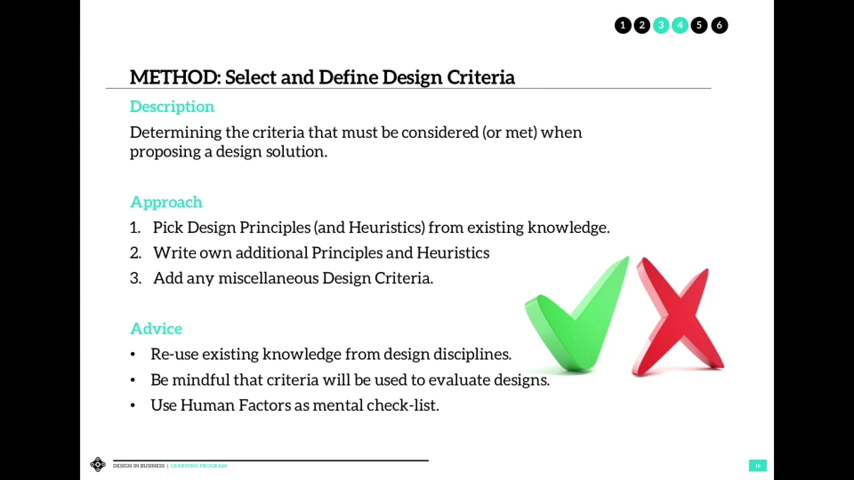 1 2 3 4 5 6
METHOD: Select and Define Design Criteria
Description
Determining the criteria that must be considered (or met) when
proposing a design solution.
Approach
1. Pick Design Principles (and Heuristics) from existing knowledge.
2. Write own additional Principles and Heuristics
3. Add any miscellaneous Design Criteria.
Advice
• Re-use existing knowledge from design disciplines.
• Be mindful that criteria will be used to evaluate designs.
• Use Human Factors as mental check-list.
DESIGN IN BUSINESS | LEARNING PROGRAM